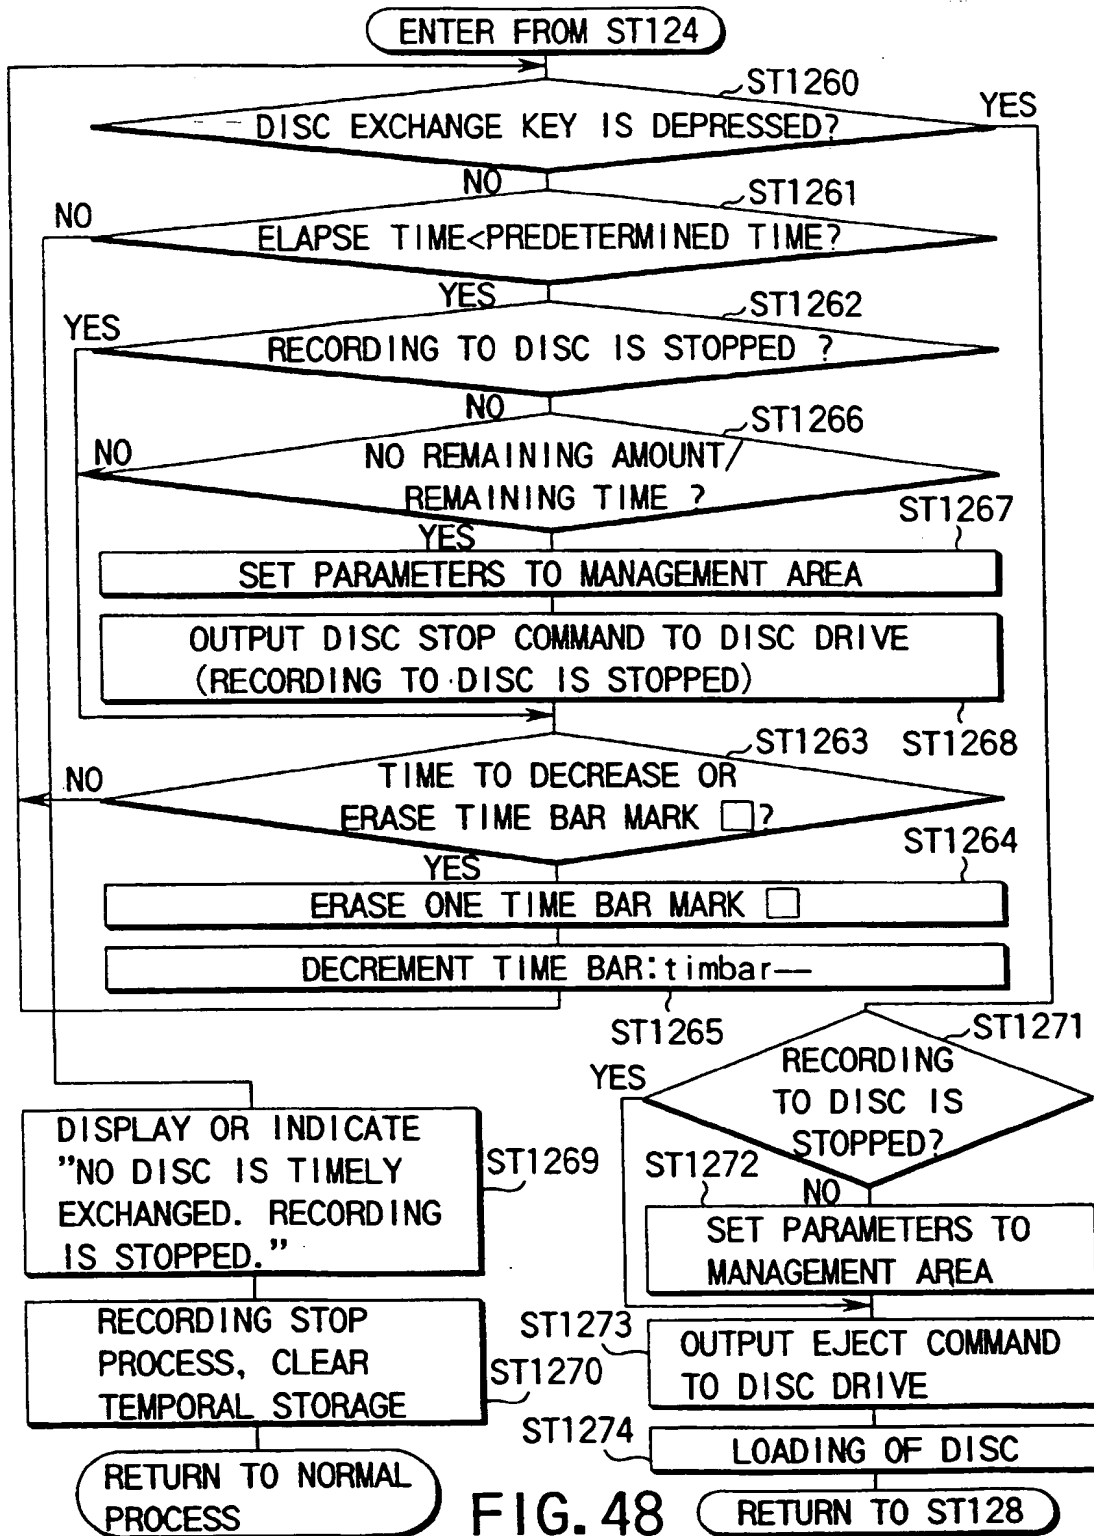 ENTER FROM ST124
ST1260
DISC EXCHANGE KEY IS DEPRESSED?
YES
NO
ST1261
NO
ELAPSE TIME<PREDETERMINED TIME?
YES
ST1262
YES
RECORDING TO DISC IS STOPPED ?
NO
ST1266
NO
NO REMAINING AMOUNT/
REMAINING TIME ?
ST1267
YES
SET PARAMETERS TO MANAGEMENT AREA
OUTPUT DISC STOP COMMAND TO DISC DRIVE
(RECORDING TO DISC IS STOPPED)
ST1268
ST1263
NO
TIME TO DECREASE OR
ERASE TIME BAR MARK □?
ST1264
YES
ERASE ONE TIME BAR MARK □
DECREMENT TIME BAR:timbar—
ST1265
ST1271
RECORDING
TO DISC IS
STOPPED?
YES
NO
ST1272
SET PARAMETERS TO
MANAGEMENT AREA
DISPLAY OR INDICATE
"NO DISC IS TIMELY
EXCHANGED. RECORDING
IS STOPPED."
ST1269
RECORDING STOP
PROCESS, CLEAR
TEMPORAL STORAGE
ST1270
ST1273
OUTPUT EJECT COMMAND
TO DISC DRIVE
ST1274
LOADING OF DISC
RETURN TO NORMAL
PROCESS
RETURN TO ST128
FIG. 48